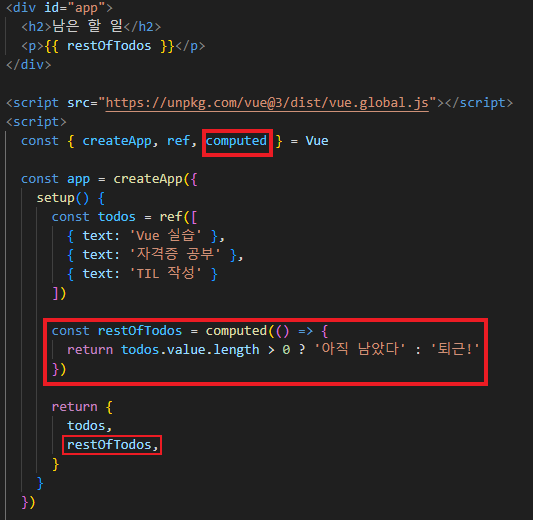 <div id="app">
<h2>남은 할 일</h2>
<p>{{ restOfTodos }}</p>
</div>
<script src="https://unpkg.com/vue@3/dist/vue.global.js"></script>
<script>
const { createApp, ref, computed } = Vue
const app = createApp({
setup() {
const todos = ref([
{ text: 'Vue 실습' },
{ text: '자격증 공부' },
{ text: 'TIL 작성' }
])
const restOfTodos = computed(() => {
return todos.value.length > 0 ? '아직 남았다' : '퇴근!'
})
return {
todos,
restOfTodos,
}
}
})